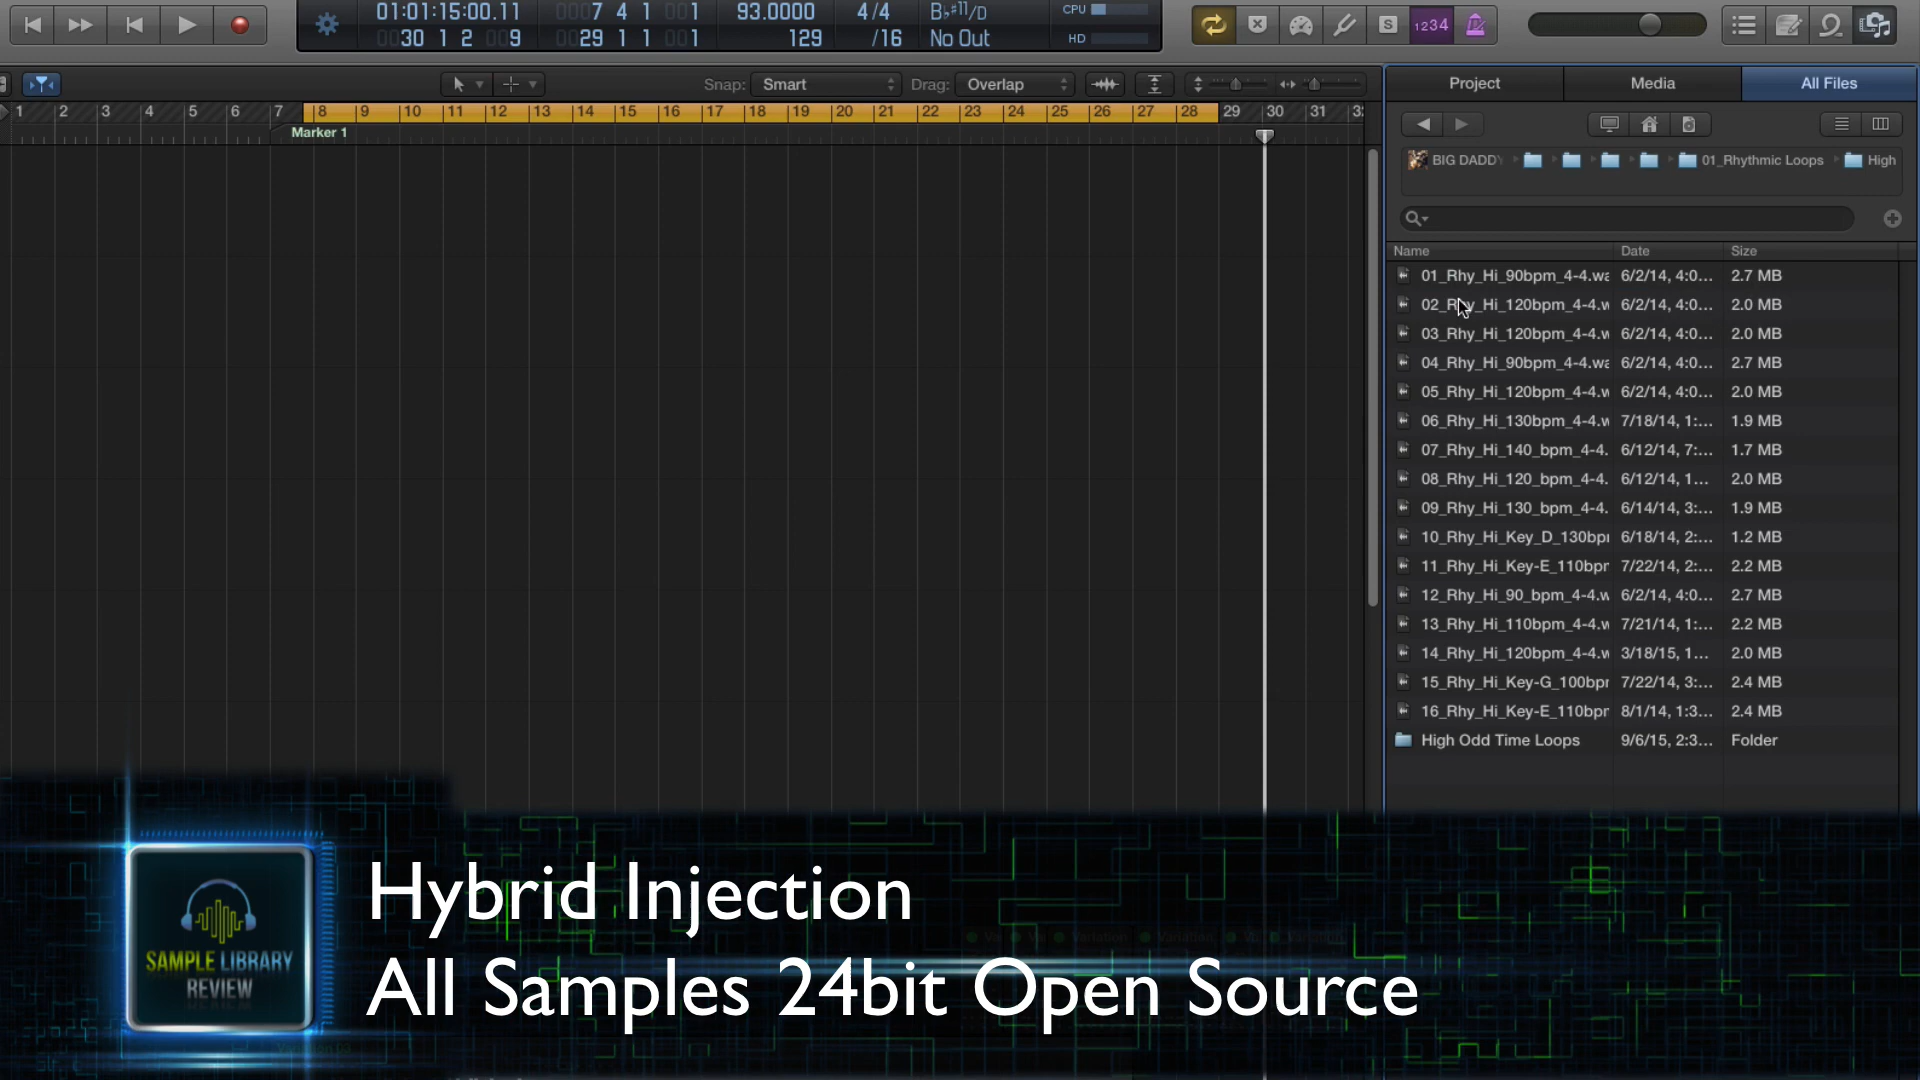 01:01:15:00.11 0007 4 1 001 93.0000 4/4 B♭♯11/D CPU
0030 1 2 009 0029 1 1 001 129 /16 No Out HD
S 1234
Snap: Smart Drag: Overlap
Project Media All Files
1 2 3 4 5 6 7 8 9 10 11 12 13 14 15 16 17 18 19 20 21 22 23 24 25 26 27 28 29 30 31
Marker 1
BIG DADDY 01_Rhythmic Loops High
Name Date Size
01_Rhy_Hi_90bpm_4-4.wa 6/2/14, 4:0... 2.7 MB
02_Rhy_Hi_120bpm_4-4.w 6/2/14, 4:0... 2.0 MB
03_Rhy_Hi_120bpm_4-4.w 6/2/14, 4:0... 2.0 MB
04_Rhy_Hi_90bpm_4-4.wa 6/2/14, 4:0... 2.7 MB
05_Rhy_Hi_120bpm_4-4.w 6/2/14, 4:0... 2.0 MB
06_Rhy_Hi_130bpm_4-4.w 7/18/14, 1:... 1.9 MB
07_Rhy_Hi_140_bpm_4-4. 6/12/14, 7:... 1.7 MB
08_Rhy_Hi_120_bpm_4-4. 6/12/14, 1... 2.0 MB
09_Rhy_Hi_130_bpm_4-4. 6/14/14, 3:... 1.9 MB
10_Rhy_Hi_Key_D_130bpm 6/18/14, 2:... 1.2 MB
11_Rhy_Hi_Key-E_110bpm 7/22/14, 2:... 2.2 MB
12_Rhy_Hi_90_bpm_4-4.w 6/2/14, 4:0... 2.7 MB
13_Rhy_Hi_110bpm_4-4.w 7/21/14, 1:... 2.2 MB
14_Rhy_Hi_120bpm_4-4.w 3/18/15, 1... 2.0 MB
15_Rhy_Hi_Key-G_100bpm 7/22/14, 3:... 2.4 MB
16_Rhy_Hi_Key-E_110bpm 8/1/14, 1:3... 2.4 MB
High Odd Time Loops 9/6/15, 2:3... Folder
Hybrid Injection
All Samples 24bit Open Source
SAMPLE LIBRARY
REVIEW